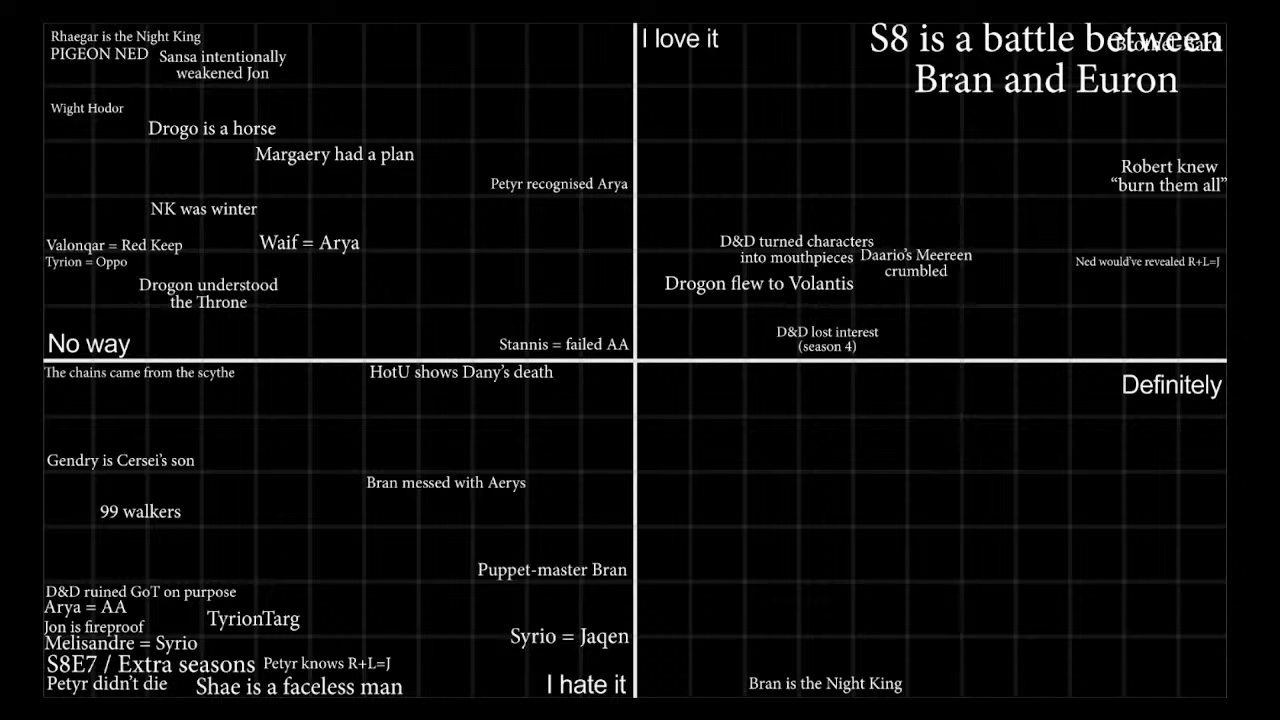 Rhaegar is the Night King
PIGEON NED
Sansa intentionally
weakened Jon
Wight Hodor
Drogo is a horse
Margaery had a plan
Petyr recognised Arya
NK was winter
Valonqar = Red Keep
Waif = Arya
Tyrion = Oppo
Drogon understood
the Throne
No way
Stannis = failed AA
I love it
S8 is a battle between
Bran and Euron
Robert knew
“burn them all”
D&D turned characters
into mouthpieces
Daario’s Meereen
crumbled
Ned would’ve revealed R+L=J
Drogon flew to Volantis
D&D lost interest
(season 4)
The chains came from the scythe
HotU shows Dany’s death
Gendry is Cersei’s son
Bran messed with Aerys
99 walkers
Puppet-master Bran
D&D ruined GoT on purpose
Arya = AA
TyrionTarg
Jon is fireproof
Melisandre = Syrio
Syrio = Jaqen
S8E7 / Extra seasons
Petyr knows R+L=J
Petyr didn’t die
Shae is a faceless man
I hate it
Definitely
Bran is the Night King